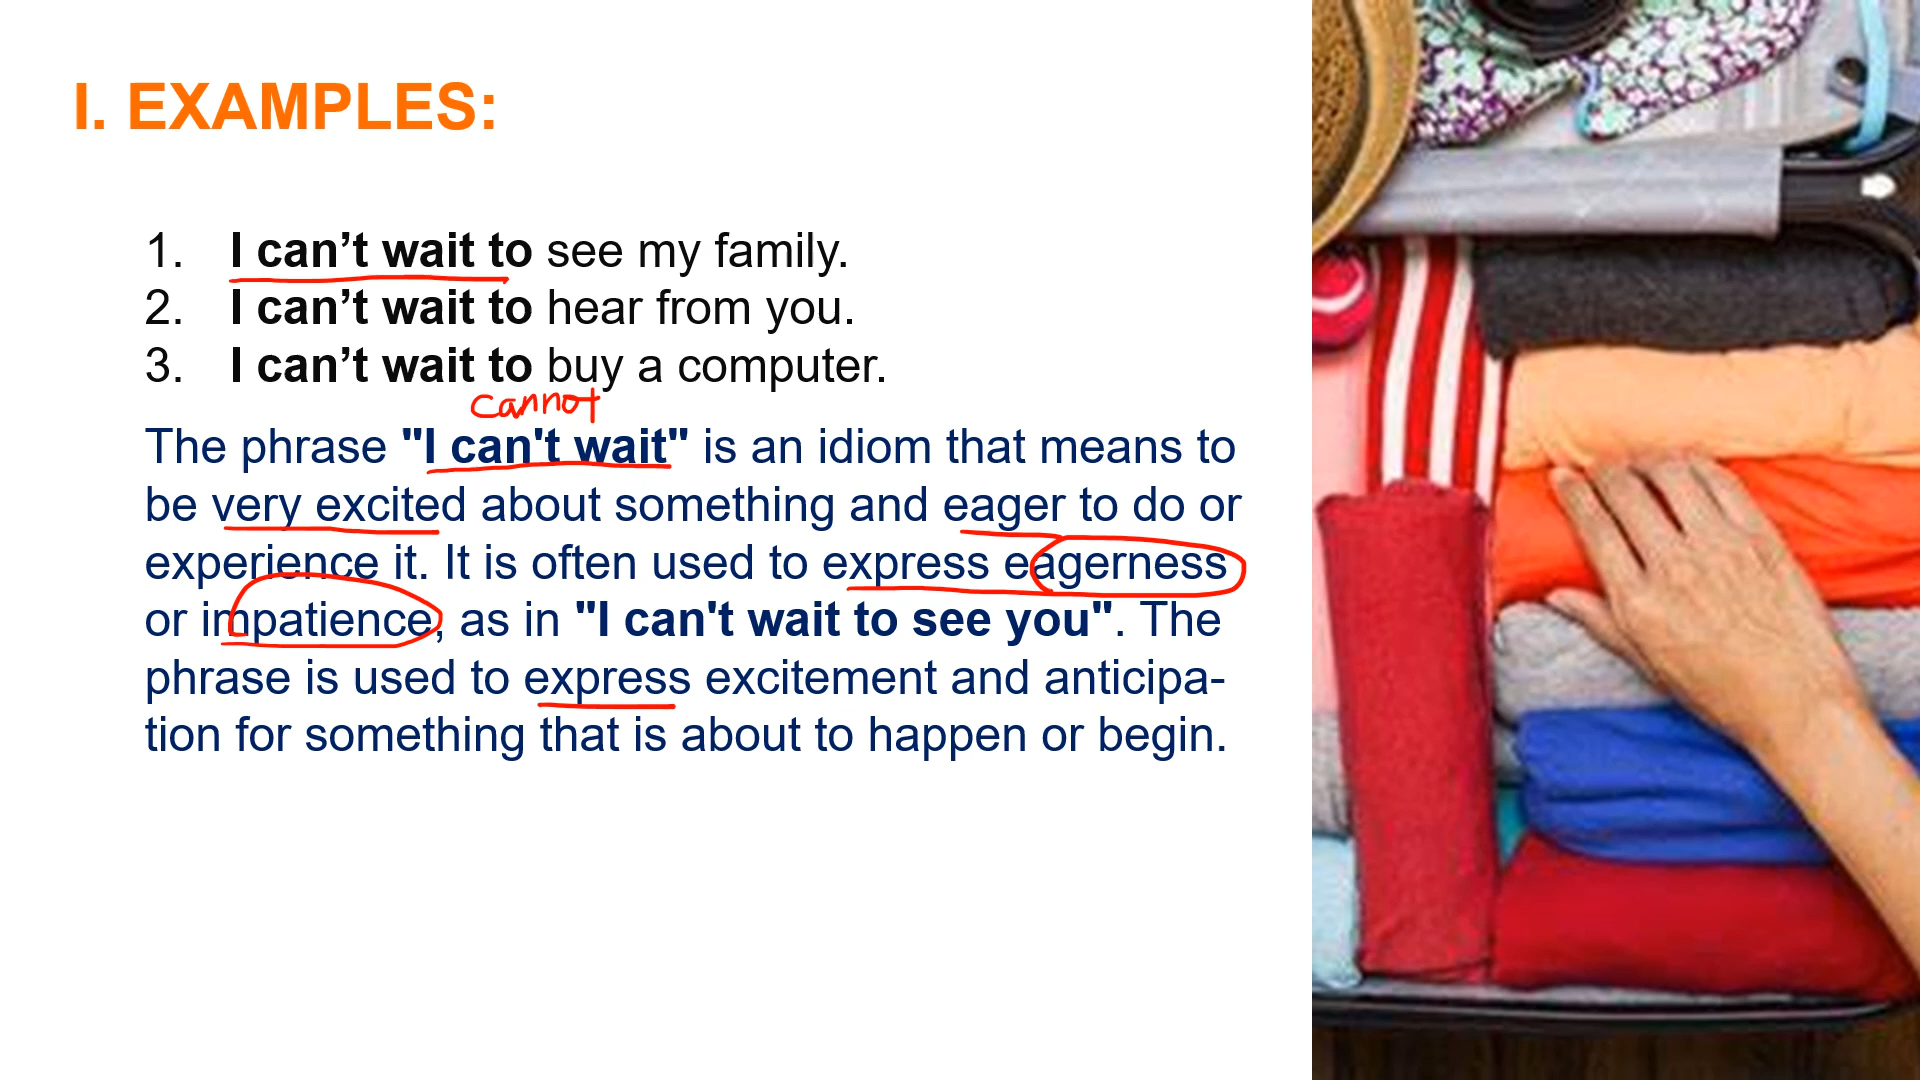 I. EXAMPLES:
1. I can’t wait to see my family.
2. I can’t wait to hear from you.
3. I can’t wait to buy a computer.
cannot
The phrase "I can't wait" is an idiom that means to
be very excited about something and eager to do or
experience it. It is often used to express eagerness
or impatience, as in "I can't wait to see you". The
phrase is used to express excitement and anticipa-
tion for something that is about to happen or begin.